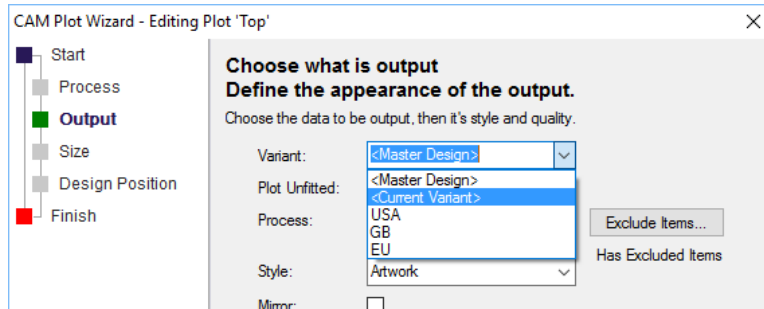 CAM Plot Wizard - Editing Plot 'Top'
Start
Process
Output
Size
Design Position
Finish
Choose what is output
Define the appearance of the output.
Choose the data to be output, then it's style and quality.
Variant: <Master Design>
<Master Design>
Plot Unfitted: <Current Variant>
Process: USA
GB
EU
Exclude Items...
Has Excluded Items
Style: Artwork
Mirror: